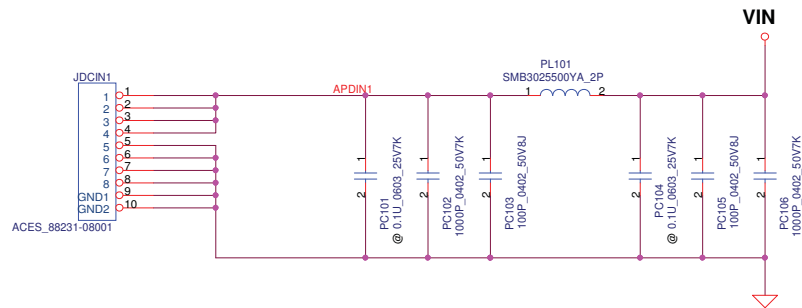 VIN
PL101
SMB3025500YA_2P
JDCIN1
APDIN1
1
2
1 1
2 2
3 3
4 4
5 5
6 6
7 7
8 8
GND1 9
GND2 10
ACES_88231-08001
1
2
PC101
@ 0.1U_0603_25V7K
1
2
PC102
1000P_0402_50V7K
1
2
PC103
100P_0402_50V8J
1
2
PC104
@ 0.1U_0603_25V7K
1
2
PC105
100P_0402_50V8J
1
2
PC106
1000P_0402_50V7K